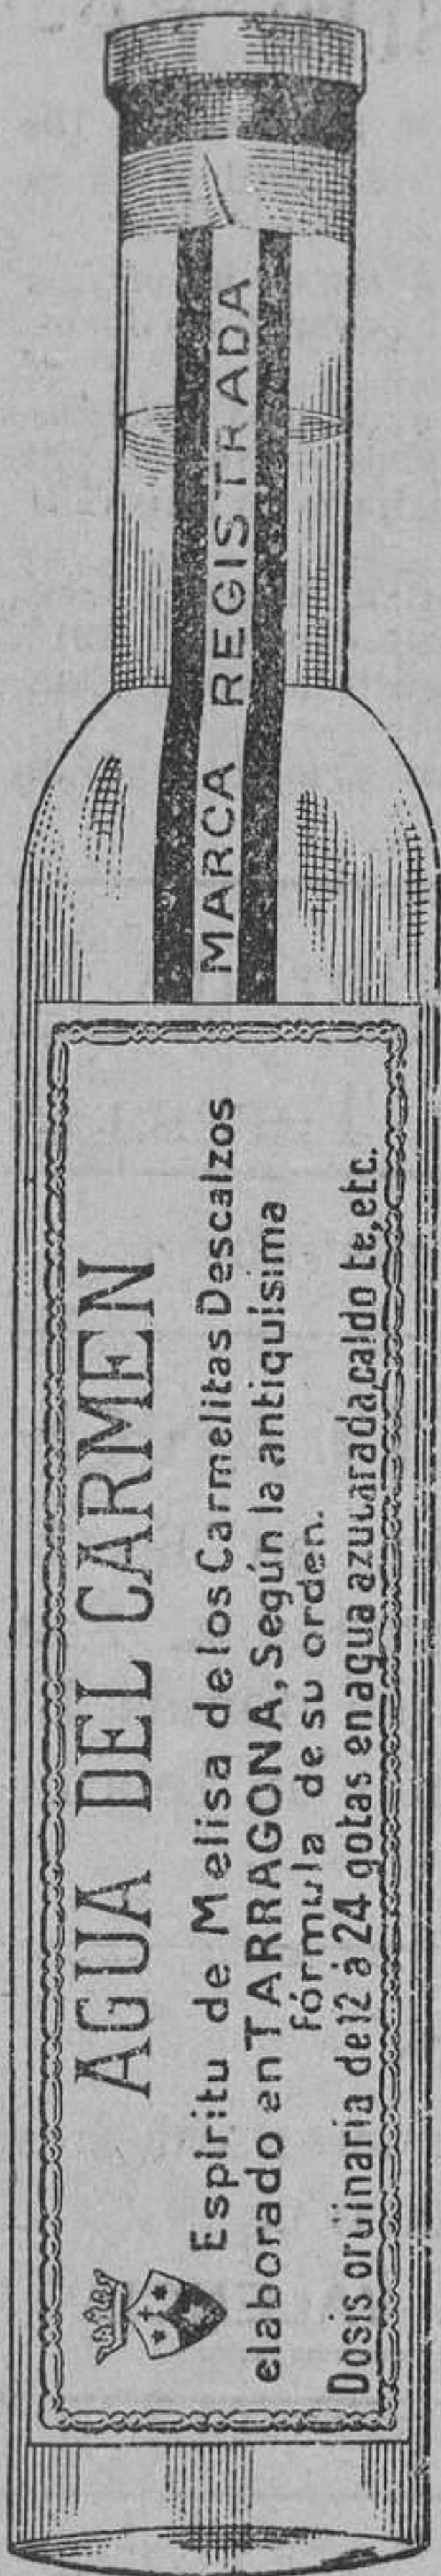 MARCA REGISTRADA
AGUA DEL CARMEN
Espíritu de Melisa de los Carmelitas Descalzos
elaborado en TARRAGONA, Según la antiquísima
fórmula de su orden.
Dosis ordinaria de 12 à 24 gotas en agua azucarada, caldo te, etc.